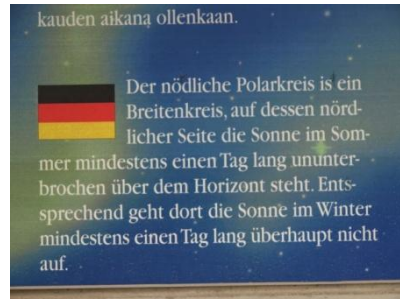 kauden aikana ollenkaan.
Der nödliche Polarkreis is ein
Breitenkreis, auf dessen nörd-
licher Seite die Sonne im Som-
mer mindestens einen Tag lang ununter-
brochen über dem Horizont steht. Ents-
sprechend geht dort die Sonne im Winter
mindestens einen Tag lang überhaupt nicht
auf.